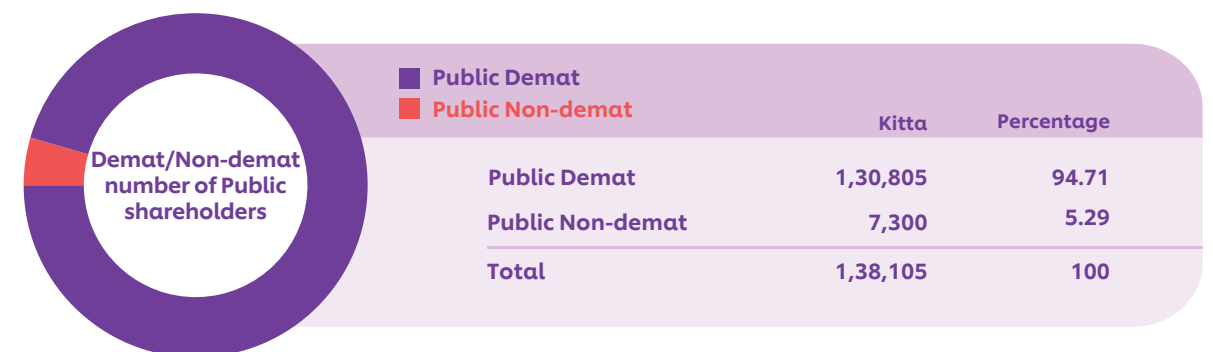 Demat/Non-demat
number of Public
shareholders
Public Demat
Public Non-demat
Kitta Percentage
Public Demat 1,30,805 94.71
Public Non-demat 7,300 5.29
Total 1,38,105 100